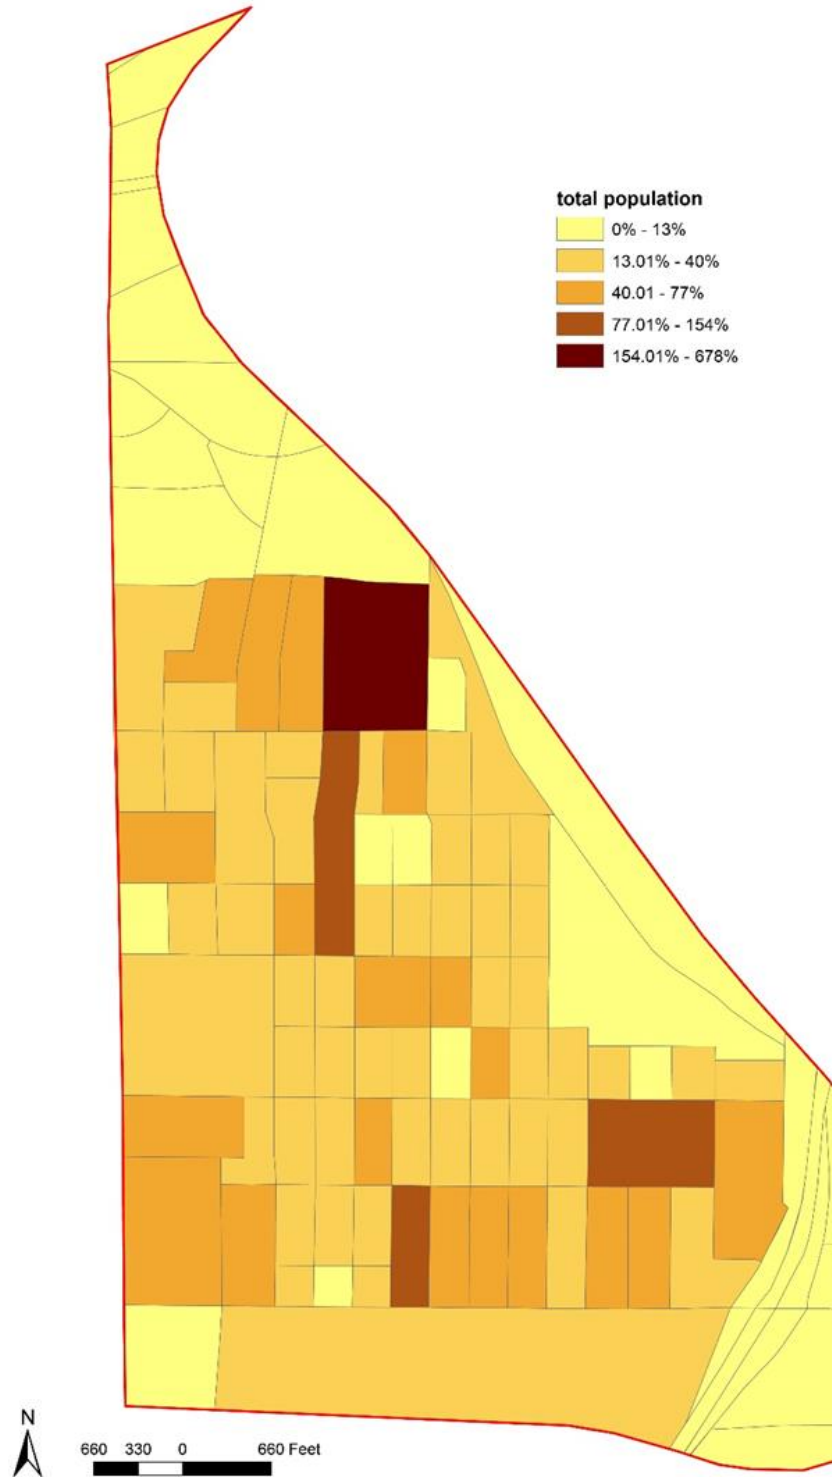 total population
0% - 13%
13.01% - 40%
40.01 - 77%
77.01% - 154%
154.01% - 678%
N
660 330 0 660 Feet